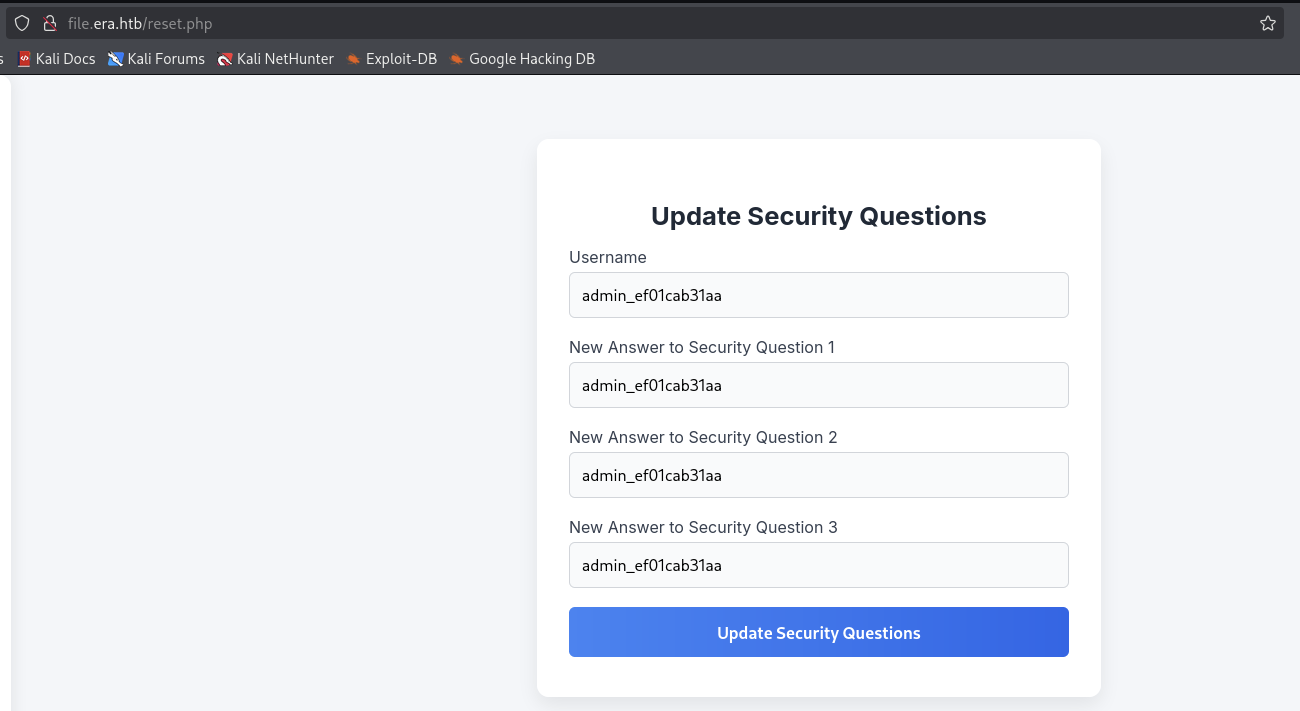 file.era.htb/reset.php
s Kali Docs Kali Forums Kali NetHunter Exploit-DB Google Hacking DB
Update Security Questions
Username
admin_ef01cab31aa
New Answer to Security Question 1
admin_ef01cab31aa
New Answer to Security Question 2
admin_ef01cab31aa
New Answer to Security Question 3
admin_ef01cab31aa
Update Security Questions